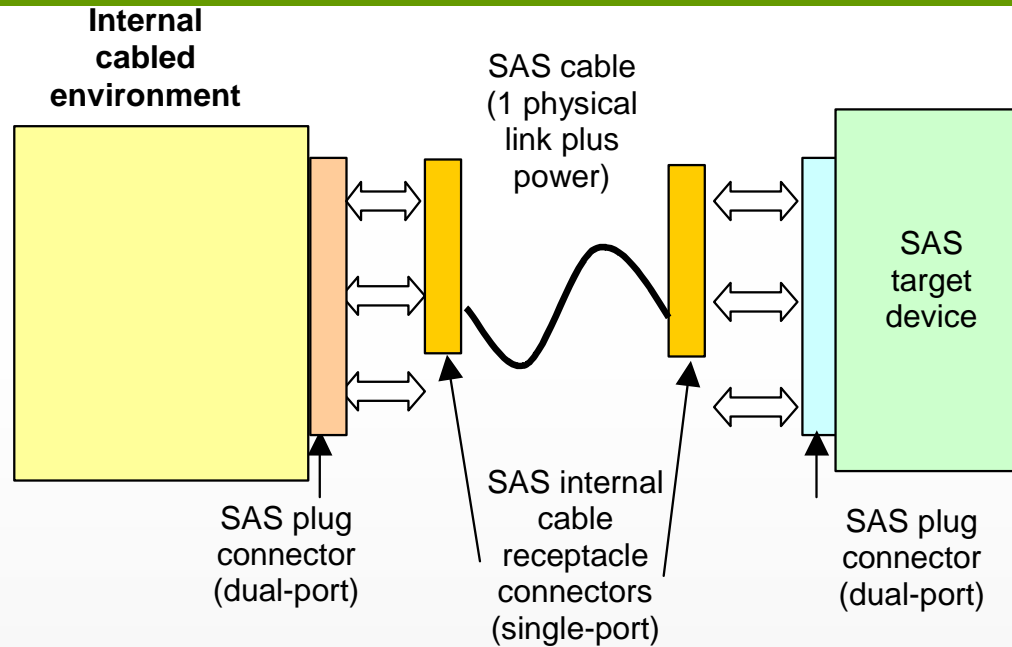 Internal
cabled
environment
SAS cable
(1 physical
link plus
power)
SAS
target
device
SAS plug
connector
(dual-port)
SAS internal
cable
receptacle
connectors
(single-port)
SAS plug
connector
(dual-port)